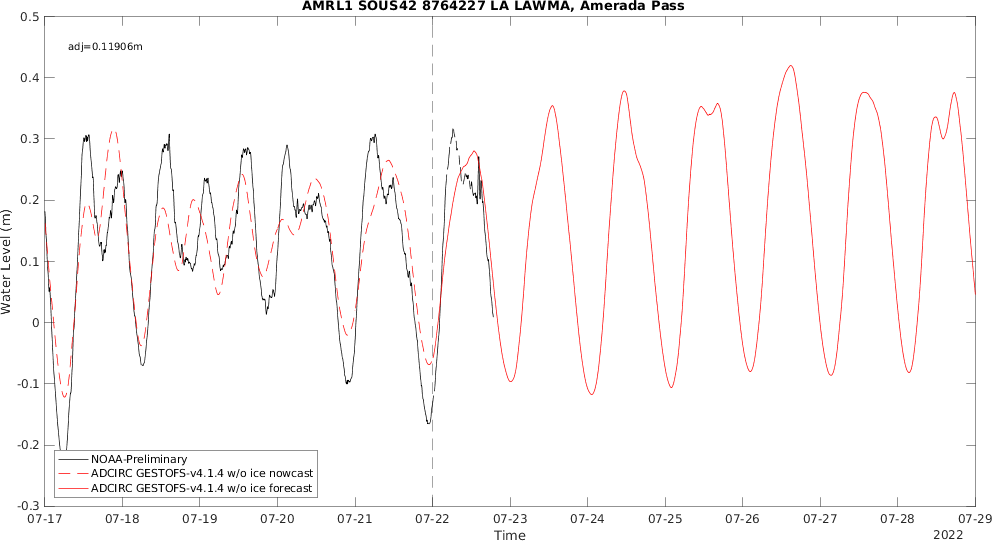 AMRL1 SOUS42 8764227 LA LAWMA, Amerada Pass
adj=0.11906m
Water Level (m)
0.5
0.4
0.3
0.2
0.1
0
-0.1
-0.2
-0.3
NOAA-Preliminary
ADCIRC GESTOFS-v4.1.4 w/o ice nowcast
ADCIRC GESTOFS-v4.1.4 w/o ice forecast
07-17 07-18 07-19 07-20 07-21 07-22 07-23 07-24 07-25 07-26 07-27 07-28 07-29
Time
2022